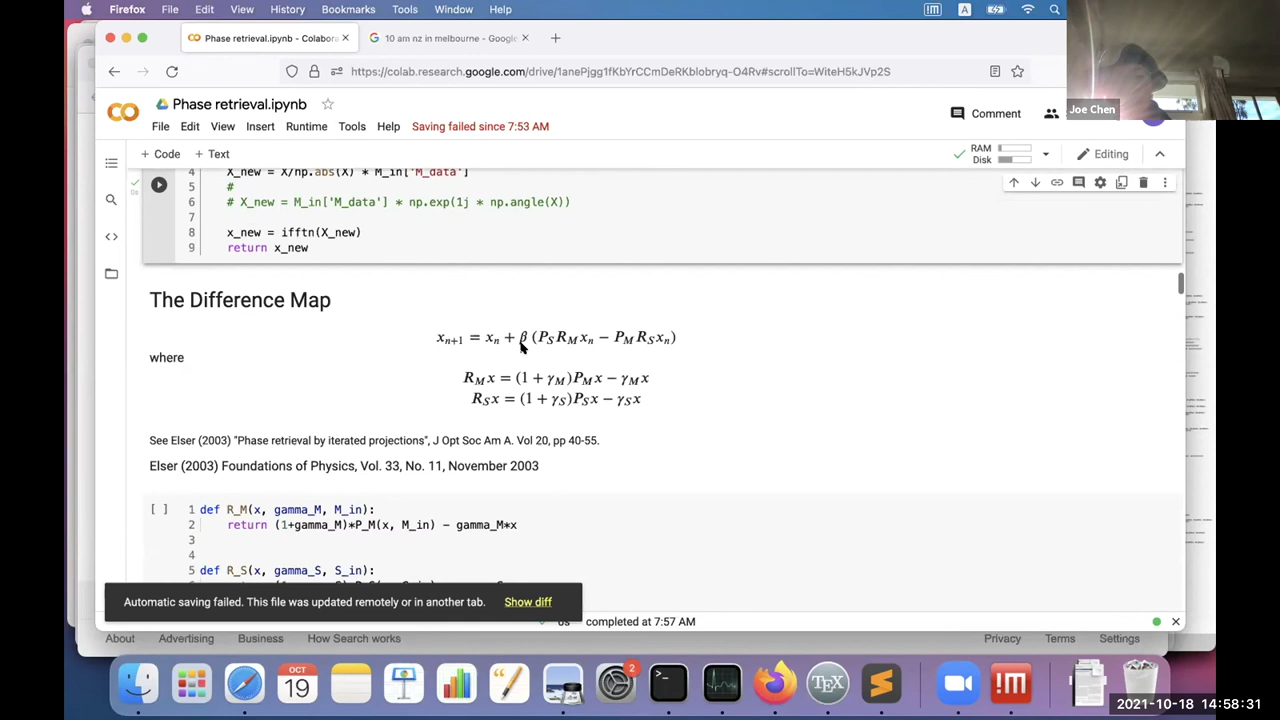 Firefox File Edit View History Bookmarks Tools Window Help
A
Phase retrieval.ipynb - Colabora
10 am nz in melbourne - Google
https://colab.research.google.com/drive/1anePjgg1fKbYrCCmDeRKblobryq-O4Rv#scrollTo=WiteH5kJVp2S
Joe Chen
Phase retrieval.ipynb
Comment
File Edit View Insert Runtime Tools Help Saving failed since 7:53 AM
+ Code + Text
RAM
Disk
Editing
4 X_new = X/np.abs(X) * M_in['M_data']
5 #
6 # X_new = M_in['M_data'] * np.exp(1j * np.angle(X))
7
8 x_new = ifftn(X_new)
9 return x_new
The Difference Map
x_{n+1} = x_n + β (P_S R_M x_n − P_M R_S x_n)
where
R_M x = (1 + γ_M)P_M x − γ_M x
R_S x = (1 + γ_S)P_S x − γ_S x
See Elser (2003) "Phase retrieval by iterated projections", J Opt Soc Am A. Vol 20, pp 40-55.
Elser (2003) Foundations of Physics, Vol. 33, No. 11, November 2003
[ ] 1 def R_M(x, gamma_M, M_in):
2 return (1+gamma_M)*P_M(x, M_in) - gamma_M*x
3
4
5 def R_S(x, gamma_S, S_in):
Automatic saving failed. This file was updated remotely or in another tab. Show diff
0s completed at 7:57 AM
About Advertising Business How Search works Privacy Terms Settings
OCT
19
2
TEX
2021-10-18 14:58:31